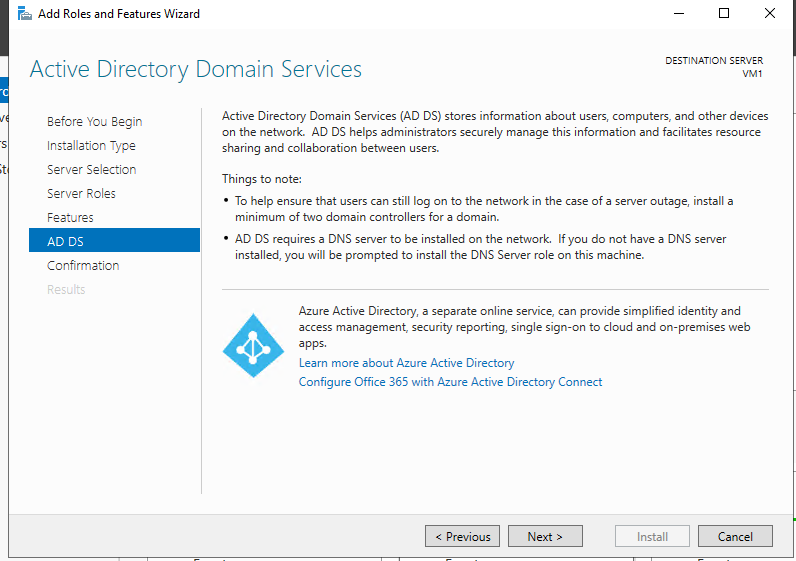 Add Roles and Features Wizard
Active Directory Domain Services
DESTINATION SERVER
VM1
Before You Begin
Installation Type
Server Selection
Server Roles
Features
AD DS
Confirmation
Results
Active Directory Domain Services (AD DS) stores information about users, computers, and other devices
on the network.  AD DS helps administrators securely manage this information and facilitates resource
sharing and collaboration between users.
Things to note:
• To help ensure that users can still log on to the network in the case of a server outage, install a
minimum of two domain controllers for a domain.
• AD DS requires a DNS server to be installed on the network.  If you do not have a DNS server
installed, you will be prompted to install the DNS Server role on this machine.
Azure Active Directory, a separate online service, can provide simplified identity and
access management, security reporting, single sign-on to cloud and on-premises web
apps.
Learn more about Azure Active Directory
Configure Office 365 with Azure Active Directory Connect
< Previous
Next >
Install
Cancel